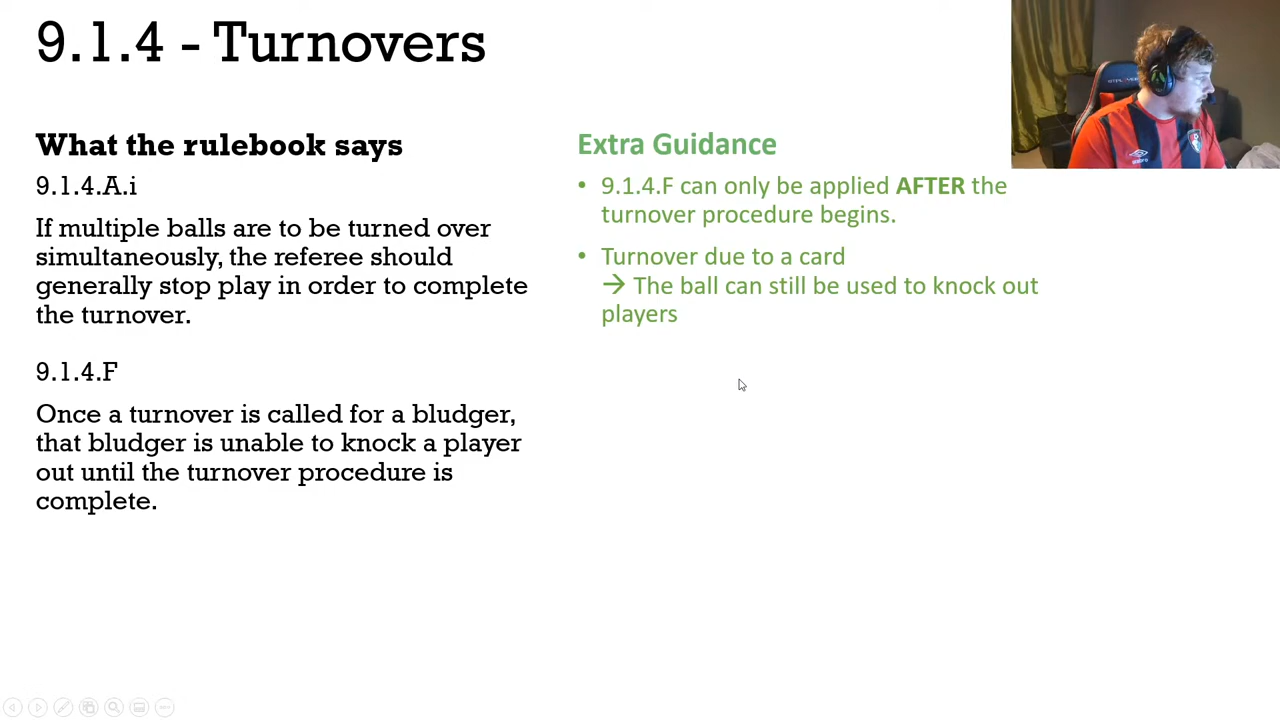 9.1.4 - Turnovers
What the rulebook says
9.1.4.A.i
If multiple balls are to be turned over
simultaneously, the referee should
generally stop play in order to complete
the turnover.
9.1.4.F
Once a turnover is called for a bludger,
that bludger is unable to knock a player
out until the turnover procedure is
complete.
Extra Guidance
• 9.1.4.F can only be applied AFTER the
turnover procedure begins.
• Turnover due to a card
→ The ball can still be used to knock out
players